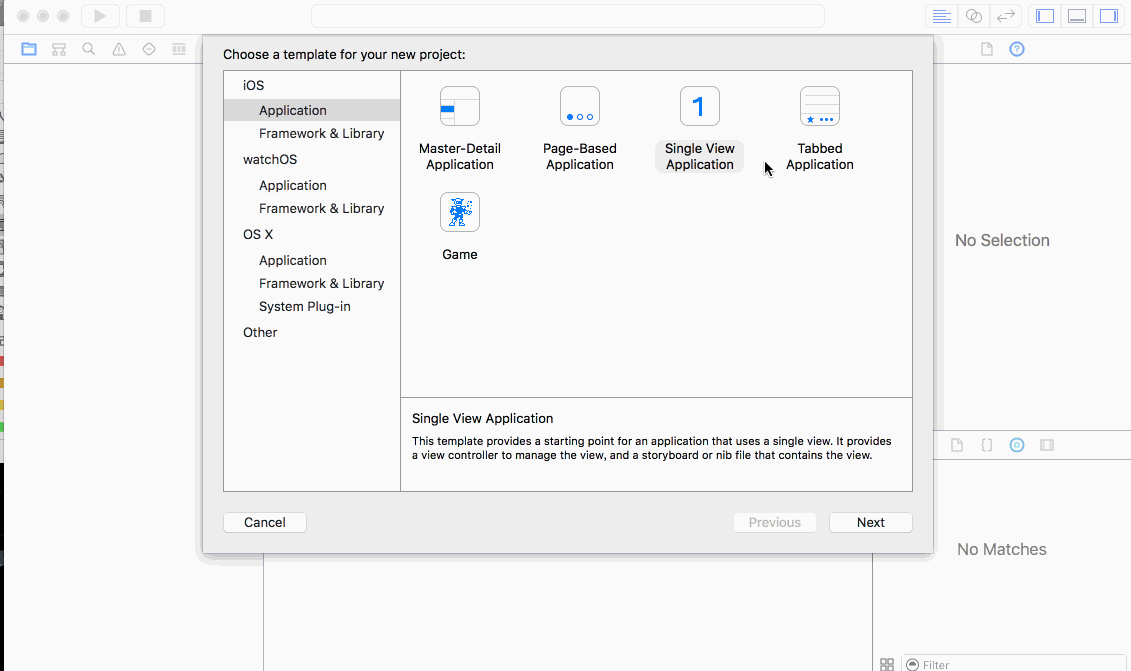 Choose a template for your new project:
iOS
Application
Framework & Library
watchOS
Application
Framework & Library
OS X
Application
Framework & Library
System Plug-in
Other
Master-Detail
Application
Page-Based
Application
1
Single View
Application
Tabbed
Application
Game
Single View Application
This template provides a starting point for an application that uses a single view. It provides
a view controller to manage the view, and a storyboard or nib file that contains the view.
Cancel
Previous
Next
No Selection
No Matches
Filter